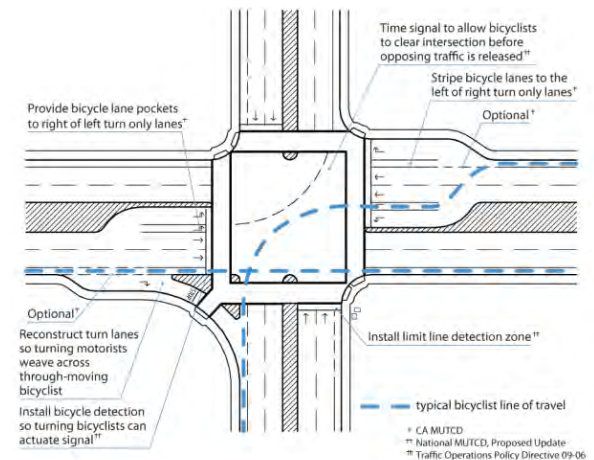 Time signal to allow bicyclists
to clear intersection before
opposing traffic is released††
Stripe bicycle lanes to the
left of right turn only lanes†
Optional†
Provide bicycle lane pockets
to right of left turn only lanes†
Optional†
Reconstruct turn lanes
so turning motorists
weave across
through-moving
bicyclist
Install bicycle detection
so turning bicyclists can
actuate signal††
Install limit line detection zone††
typical bicyclist line of travel
† CA MUTCD
†† National MUTCD, Proposed Update
†† Traffic Operations Policy Directive 09-06